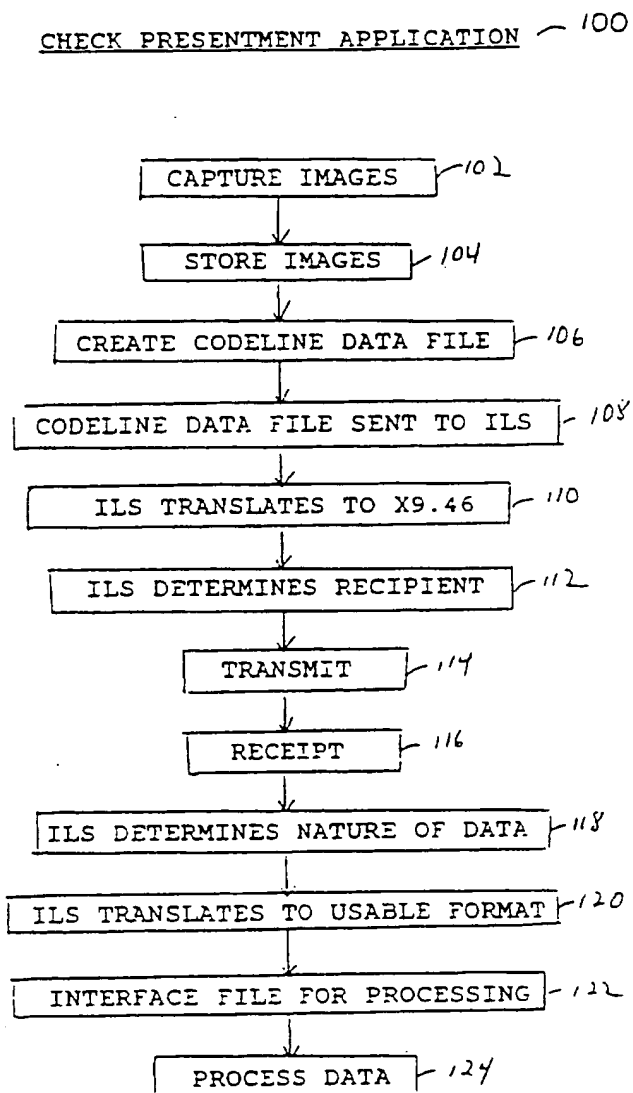 CHECK PRESENTMENT APPLICATION 100
CAPTURE IMAGES 102
STORE IMAGES 104
CREATE CODELINE DATA FILE 106
CODELINE DATA FILE SENT TO ILS 108
ILS TRANSLATES TO X9.46 110
ILS DETERMINES RECIPIENT 112
TRANSMIT 114
RECEIPT 116
ILS DETERMINES NATURE OF DATA 118
ILS TRANSLATES TO USABLE FORMAT 120
INTERFACE FILE FOR PROCESSING 122
PROCESS DATA 124